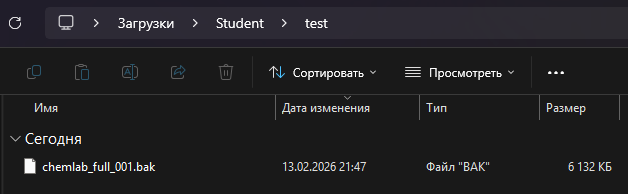 Загрузки > Student > test
Сортировать Просмотреть ...
Имя Дата изменения Тип Размер
Сегодня
chemlab_full_001.bak 13.02.2026 21:47 Файл "BAK" 6 132 КБ